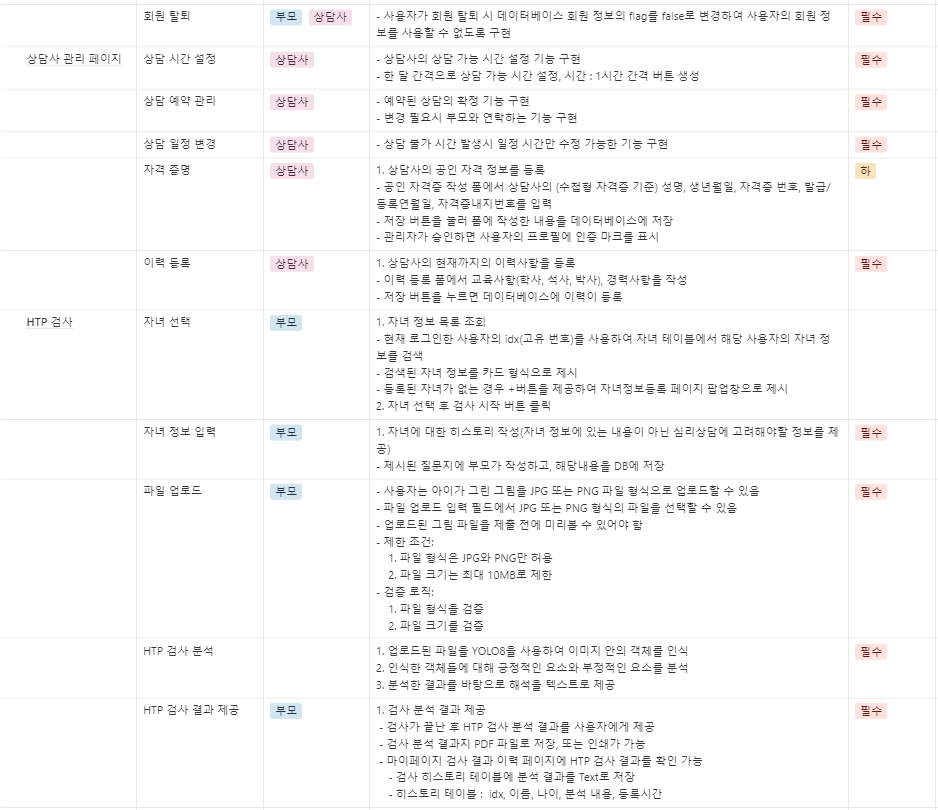 회원 탈퇴 부모 상담사 - 사용자가 회원 탈퇴 시 데이터베이스 회원 정보의 flag를 false로 변경하여 사용자의 회원 정 필수
보를 사용할 수 없도록 구현
상담사 관리 페이지 상담 시간 설정 상담사 - 상담사의 상담 가능 시간 설정 기능 구현 필수
- 한 달 간격으로 상담 가능 시간 설정, 시간 : 1시간 간격 버튼 생성
상담 예약 관리 상담사 - 예약된 상담의 확정 기능 구현 필수
- 변경 필요시 부모와 연락하는 기능 구현
상담 일정 변경 상담사 - 상담 불가 시간 발생시 일정 시간만 수정 가능한 기능 구현 필수
자격 증명 상담사 1. 상담사의 공인 자격 정보를 등록 하
- 공인 자격증 작성 폼에서 상담사의 (수첩형 자격증 기준) 성명, 생년월일, 자격증 번호, 발급/
등록연월일, 자격증내지번호를 입력
- 저장 버튼을 눌러 폼에 작성한 내용을 데이터베이스에 저장
- 관리자가 승인하면 사용자의 프로필에 인증 마크를 표시
이력 등록 상담사 1. 상담사의 현재까지의 이력사항을 등록 필수
- 이력 등록 폼에서 교육사항(학사, 석사, 박사), 경력사항을 작성
- 저장 버튼을 누르면 데이터베이스에 이력이 등록
HTP 검사 자녀 선택 부모 1. 자녀 정보 목록 조회
- 현재 로그인한 사용자의 idx(고유 번호)를 사용하여 자녀 테이블에서 해당 사용자의 자녀 정
보를 검색
- 검색된 자녀 정보를 카드 형식으로 제시
- 등록된 자녀가 없는 경우 +버튼을 제공하여 자녀정보등록 페이지 팝업창으로 제시
2. 자녀 선택 후 검사 시작 버튼 클릭
자녀 정보 입력 부모 1. 자녀에 대한 히스토리 작성(자녀 정보에 있는 내용이 아닌 심리상담에 고려해야할 정보를 제 필수
공)
- 제시된 질문지에 부모가 작성하고, 해당내용을 DB에 저장
파일 업로드 부모 - 사용자는 아이가 그린 그림을 JPG 또는 PNG 파일 형식으로 업로드할 수 있음 필수
- 파일 업로드 입력 필드에서 JPG 또는 PNG 형식의 파일을 선택할 수 있음
- 업로드된 그림 파일을 제출 전에 미리볼 수 있어야 함
- 제한 조건:
1. 파일 형식은 JPG와 PNG만 허용
2. 파일 크기는 최대 10MB로 제한
- 검증 로직:
1. 파일 형식을 검증
2. 파일 크기를 검증
HTP 검사 분석 1. 업로드된 파일을 YOLO8을 사용하여 이미지 안의 객체를 인식 필수
2. 인식한 객체들에 대해 긍정적인 요소와 부정적인 요소를 분석
3. 분석한 결과를 바탕으로 해석을 텍스트로 제공
HTP 검사 결과 제공 부모 1. 검사 분석 결과 제공 필수
- 검사가 끝난 후 HTP 검사 분석 결과를 사용자에게 제공
- 검사 분석 결과지 PDF 파일로 저장, 또는 인쇄가 가능
- 마이페이지 검사 결과 이력 페이지에 HTP 검사 결과를 확인 가능
- 검사 히스토리 테이블에 분석 결과를 Text로 저장
- 히스토리 테이블 : idx, 이름, 나이, 분석 내용, 등록시간